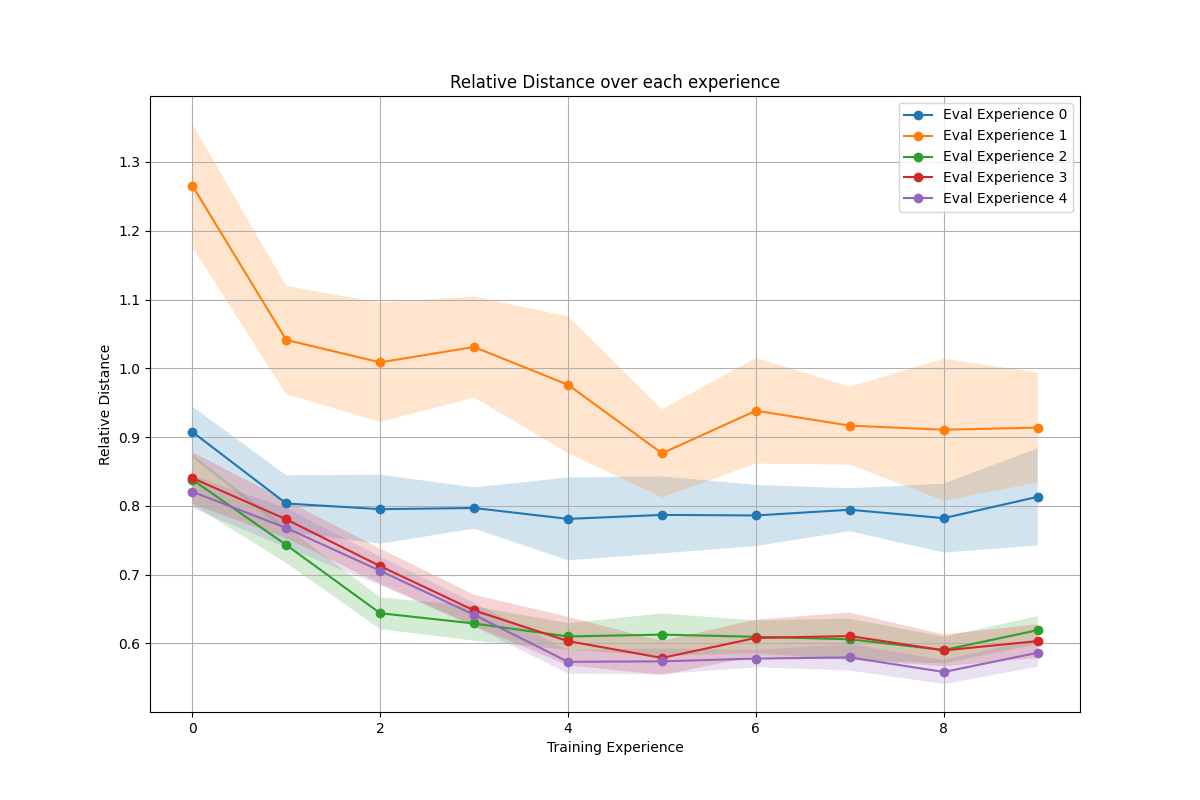 Relative Distance over each experience
Eval Experience 0
Eval Experience 1
Eval Experience 2
Eval Experience 3
Eval Experience 4
Relative Distance
1.3
1.2
1.1
1.0
0.9
0.8
0.7
0.6
0 2 4 6 8
Training Experience